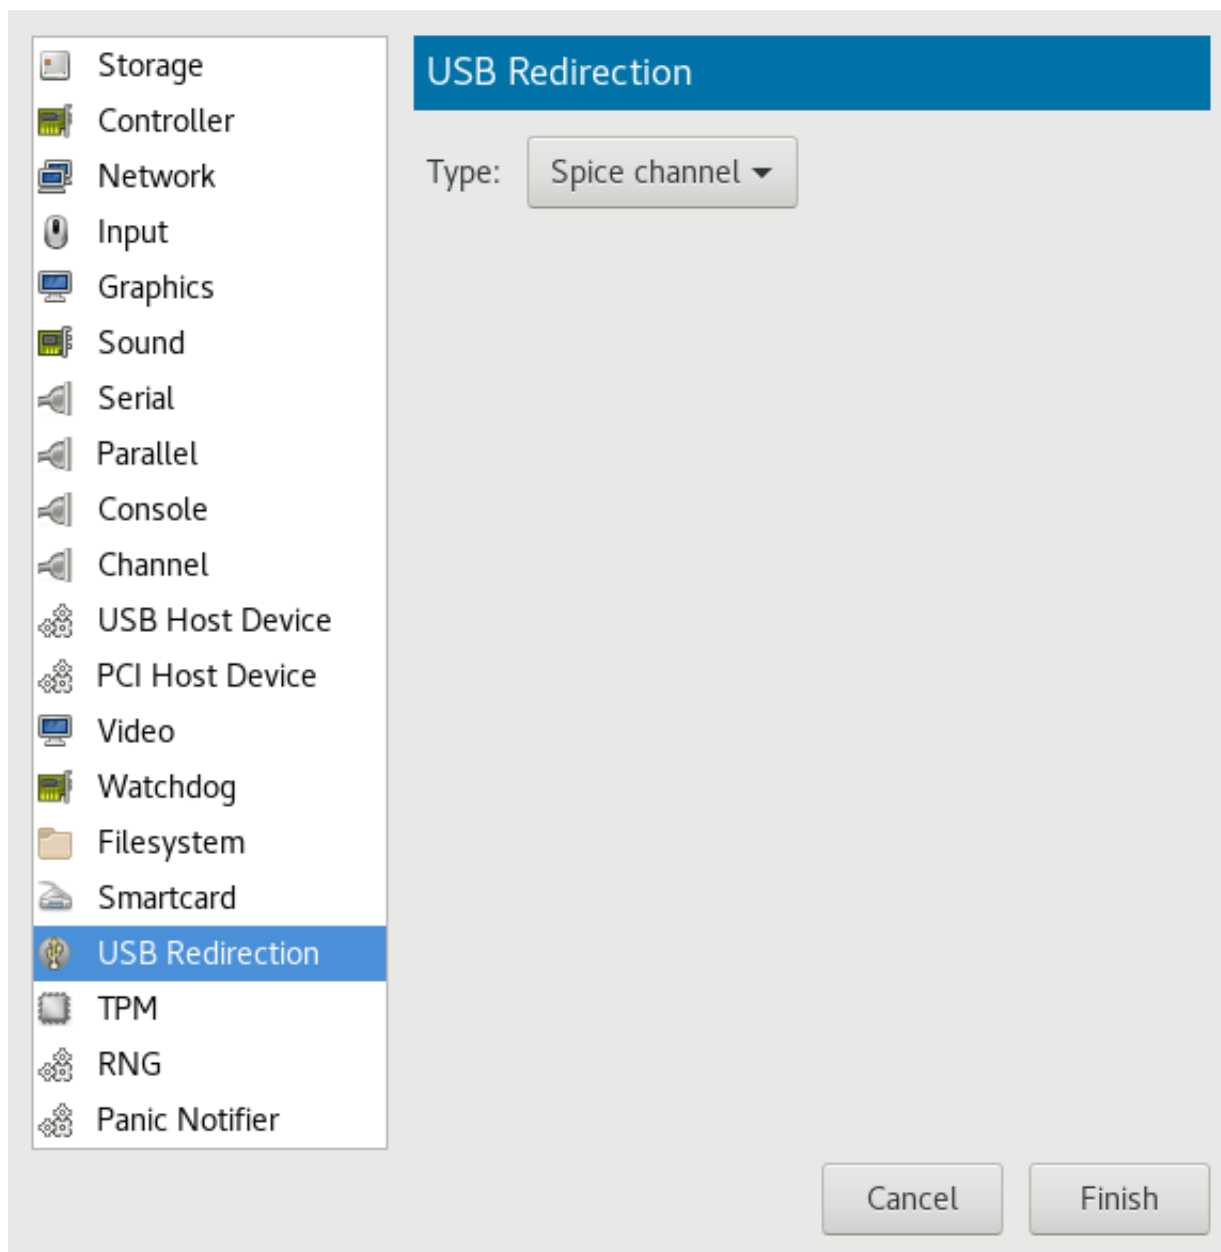 Storage
Controller
Network
Input
Graphics
Sound
Serial
Parallel
Console
Channel
USB Host Device
PCI Host Device
Video
Watchdog
Filesystem
Smartcard
USB Redirection
TPM
RNG
Panic Notifier
USB Redirection
Type: Spice channel
Cancel Finish